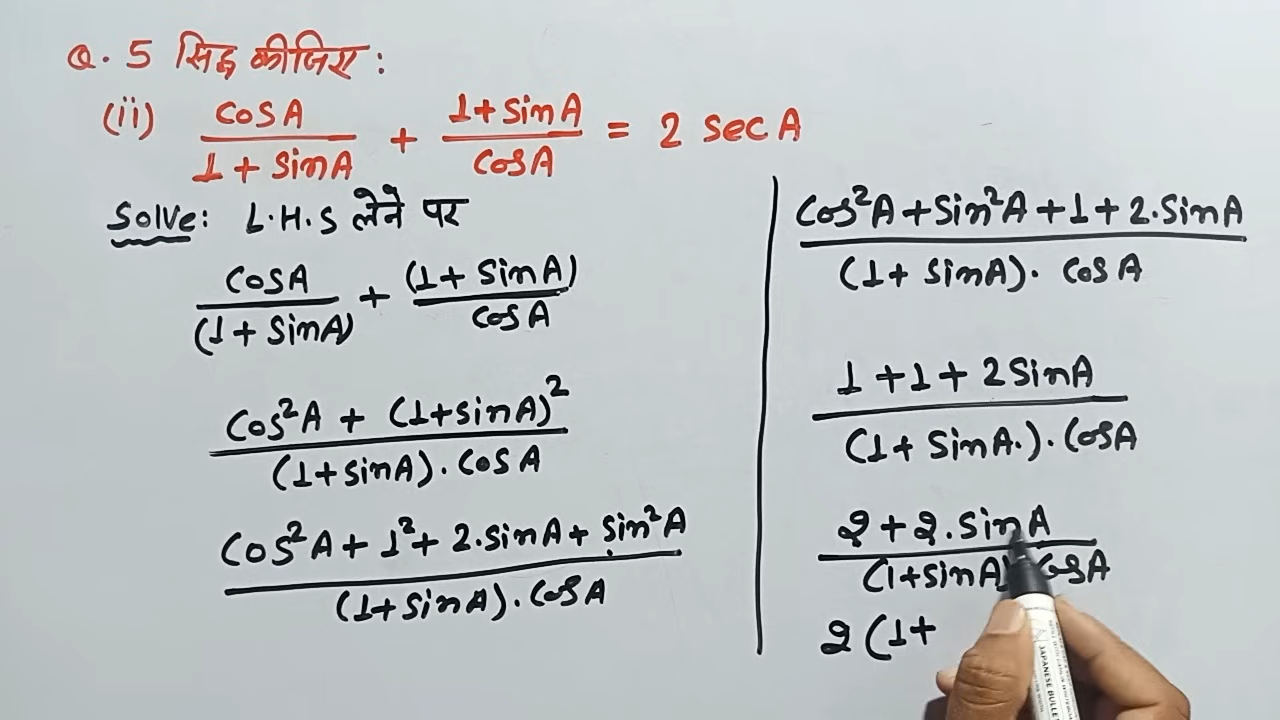 Q. 5 सिद्ध कीजिए :
(ii) cosA/(1+sinA) + (1+sinA)/cosA = 2 secA
Solve: L.H.S लेने पर
cosA/(1+sinA) + (1+sinA)/cosA
(cos²A + (1+sinA)²)/((1+sinA).cosA)
(cos²A + 1² + 2.sinA + sin²A)/((1+sinA).cosA)
(cos²A + sin²A + 1 + 2.sinA)/((1+sinA).cosA)
(1+1+2sinA)/((1+sinA.).cosA)
(2+2.sinA)/((1+sinA) cosA)
2(1+
JAPANESE